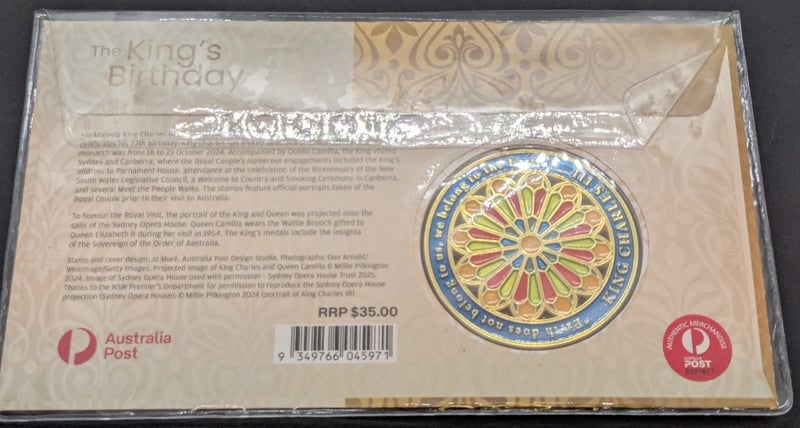 The King's
Birthday
His Majesty King Charles
celebrates his 77th birthday.
monarch was from 18 to 23 October 2024. Accompanied by Queen Camilla, the King visited
Sydney and Canberra, where the Royal Couple's numerous engagements included the King's
address to Parliament House, attendance at the celebration of the Bicentenary of the New
South Wales Legislative Council, a Welcome to Country and Smoking Ceremony in Canberra,
and several Meet the People Walks. The stamps feature official portraits taken of the
Royal Couple prior to their visit to Australia.
To honour the Royal Visit, the portrait of the King and Queen was projected onto the
sails of the Sydney Opera House. Queen Camilla wears the Wattle Brooch gifted to
Queen Elizabeth II during her visit in 1954. The King's medals include the insignia
of the Sovereign of the Order of Australia.
Stamp and cover design: Jo Muré, Australia Post Design Studio. Photographs: Don Arnold/
WireImage/Getty Images. Projected image of King Charles and Queen Camilla © Millie Pilkington
2024. Image of Sydney Opera House used with permission – Sydney Opera House Trust 2025.
Thanks to the NSW Premier's Department for permission to reproduce the Sydney Opera House
projection (Sydney Opera House); © Millie Pilkington 2024 (portrait of King Charles III)
RRP $35.00
9 349766 045971
Australia
Post
KING CHARLES III
Earth does not belong to us, we belong to the
AUTHENTIC MERCHANDISE
POST